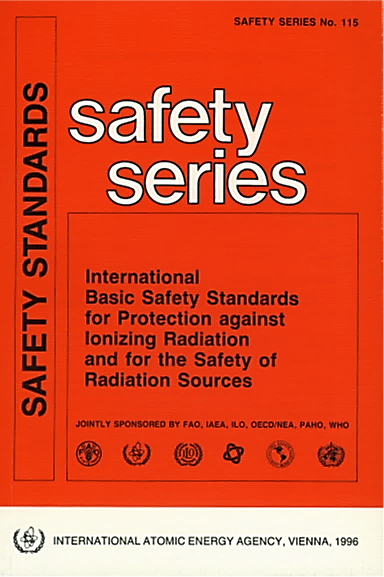 SAFETY SERIES No. 115
SAFETY STANDARDS
safety
series
International
Basic Safety Standards
for Protection against
Ionizing Radiation
and for the Safety of
Radiation Sources
JOINTLY SPONSORED BY FAO, IAEA, ILO, OECD/NEA, PAHO, WHO
INTERNATIONAL ATOMIC ENERGY AGENCY, VIENNA, 1996